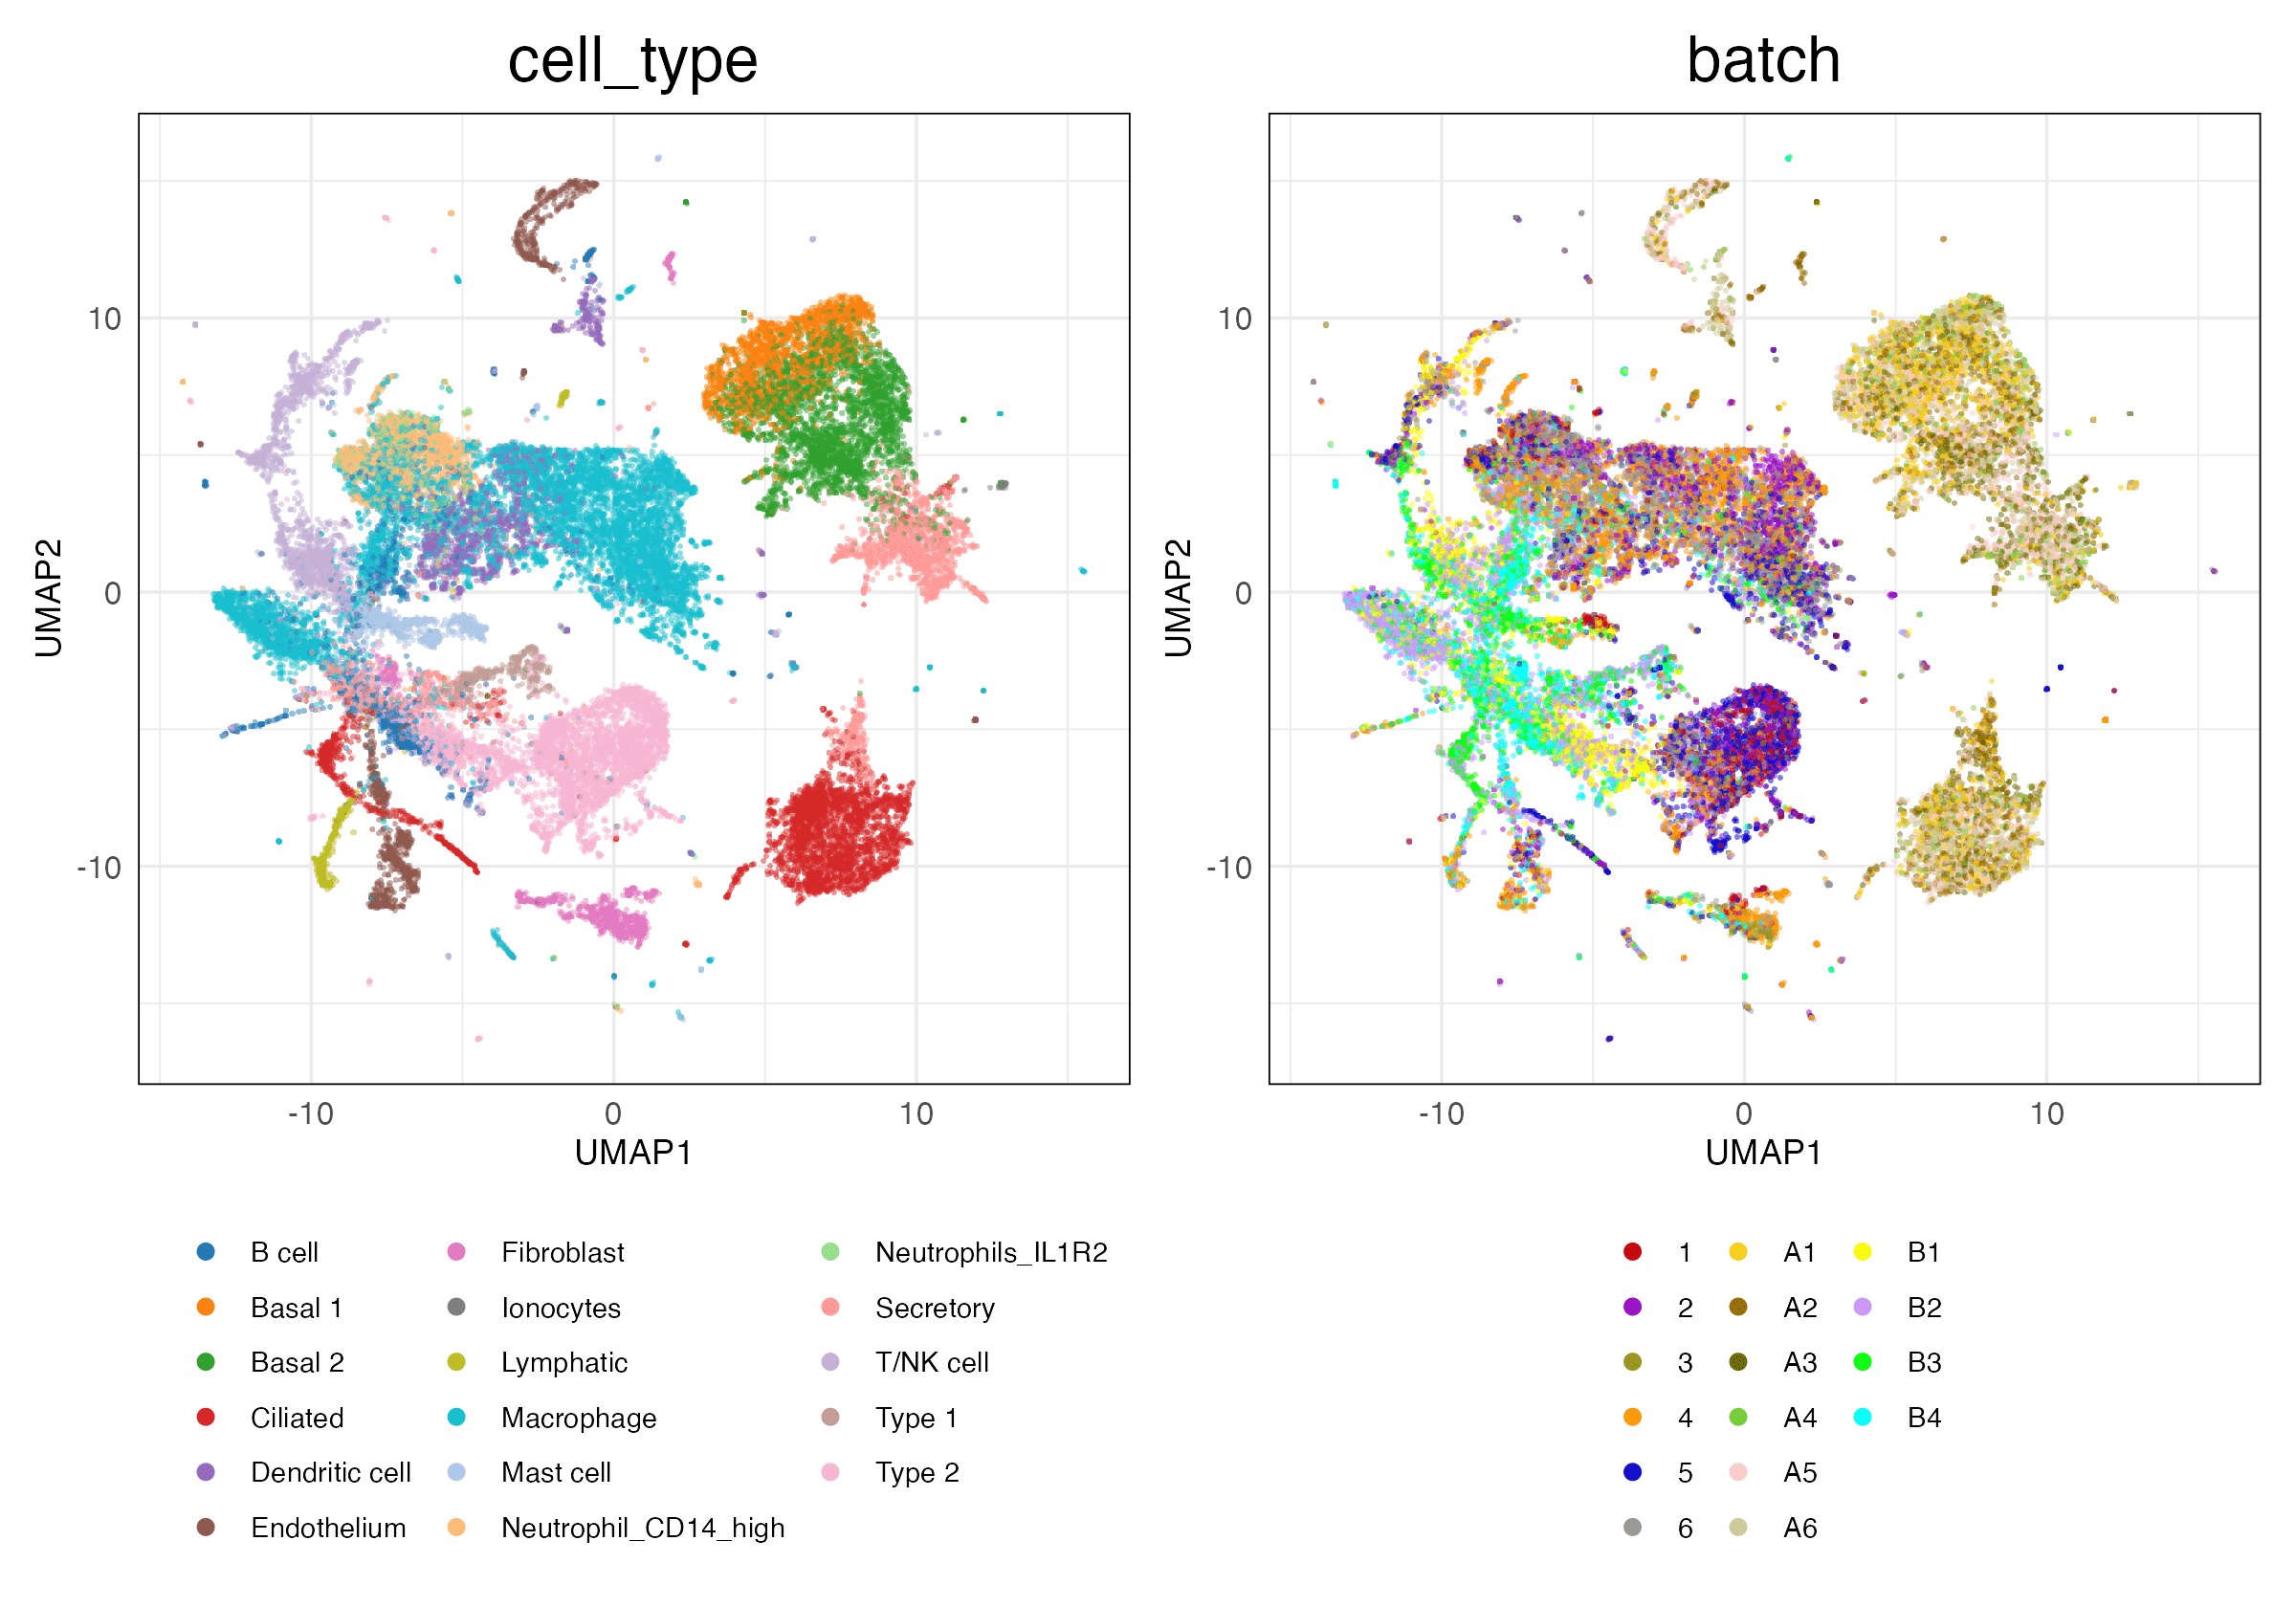 cell_type batch
10 10
UMAP2 UMAP2
0 0
-10 -10
-10 0 10 -10 0 10
UMAP1 UMAP1
B cell Fibroblast Neutrophils_IL1R2 1 A1 B1
Basal 1 Ionocytes Secretory 2 A2 B2
Basal 2 Lymphatic T/NK cell 3 A3 B3
Ciliated Macrophage Type 1 4 A4 B4
Dendritic cell Mast cell Type 2 5 A5
Endothelium Neutrophil_CD14_high 6 A6